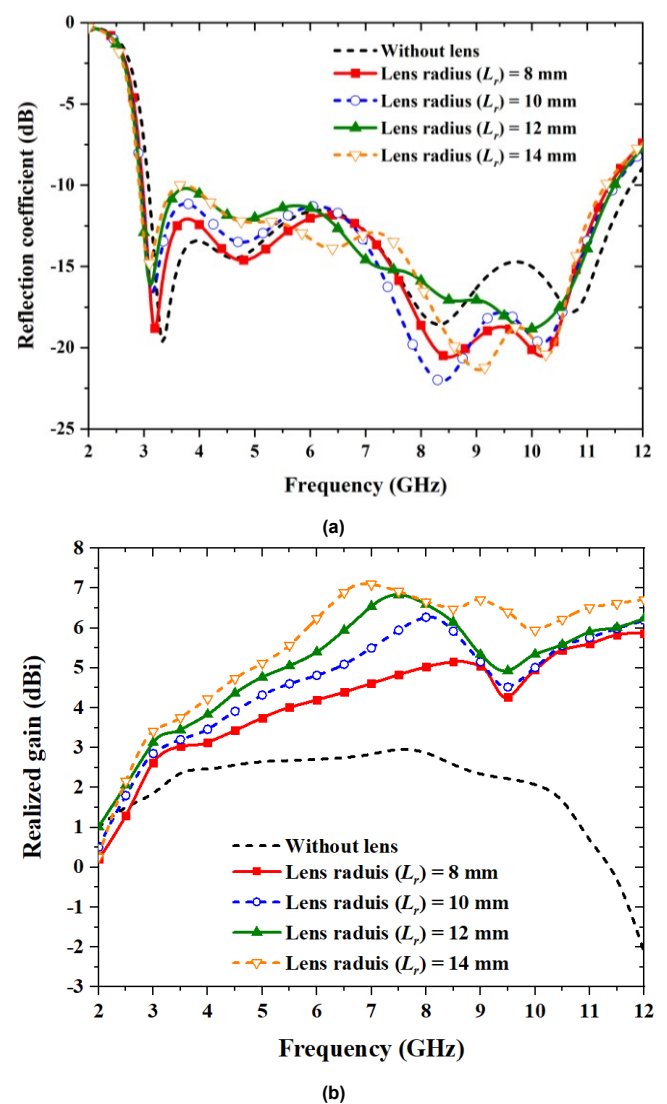 0
-5
-10
-15
-20
-25
Reflection coefficient (dB)
Without lens
Lens radius (Lr) = 8 mm
Lens radius (Lr) = 10 mm
Lens radius (Lr) = 12 mm
Lens radius (Lr) = 14 mm
2 3 4 5 6 7 8 9 10 11 12
Frequency (GHz)
(a)
8
7
6
5
4
3
2
1
0
-1
-2
-3
Realized gain (dBi)
Without lens
Lens raduis (Lr) = 8 mm
Lens raduis (Lr) = 10 mm
Lens raduis (Lr) = 12 mm
Lens raduis (Lr) = 14 mm
2 3 4 5 6 7 8 9 10 11 12
Frequency (GHz)
(b)